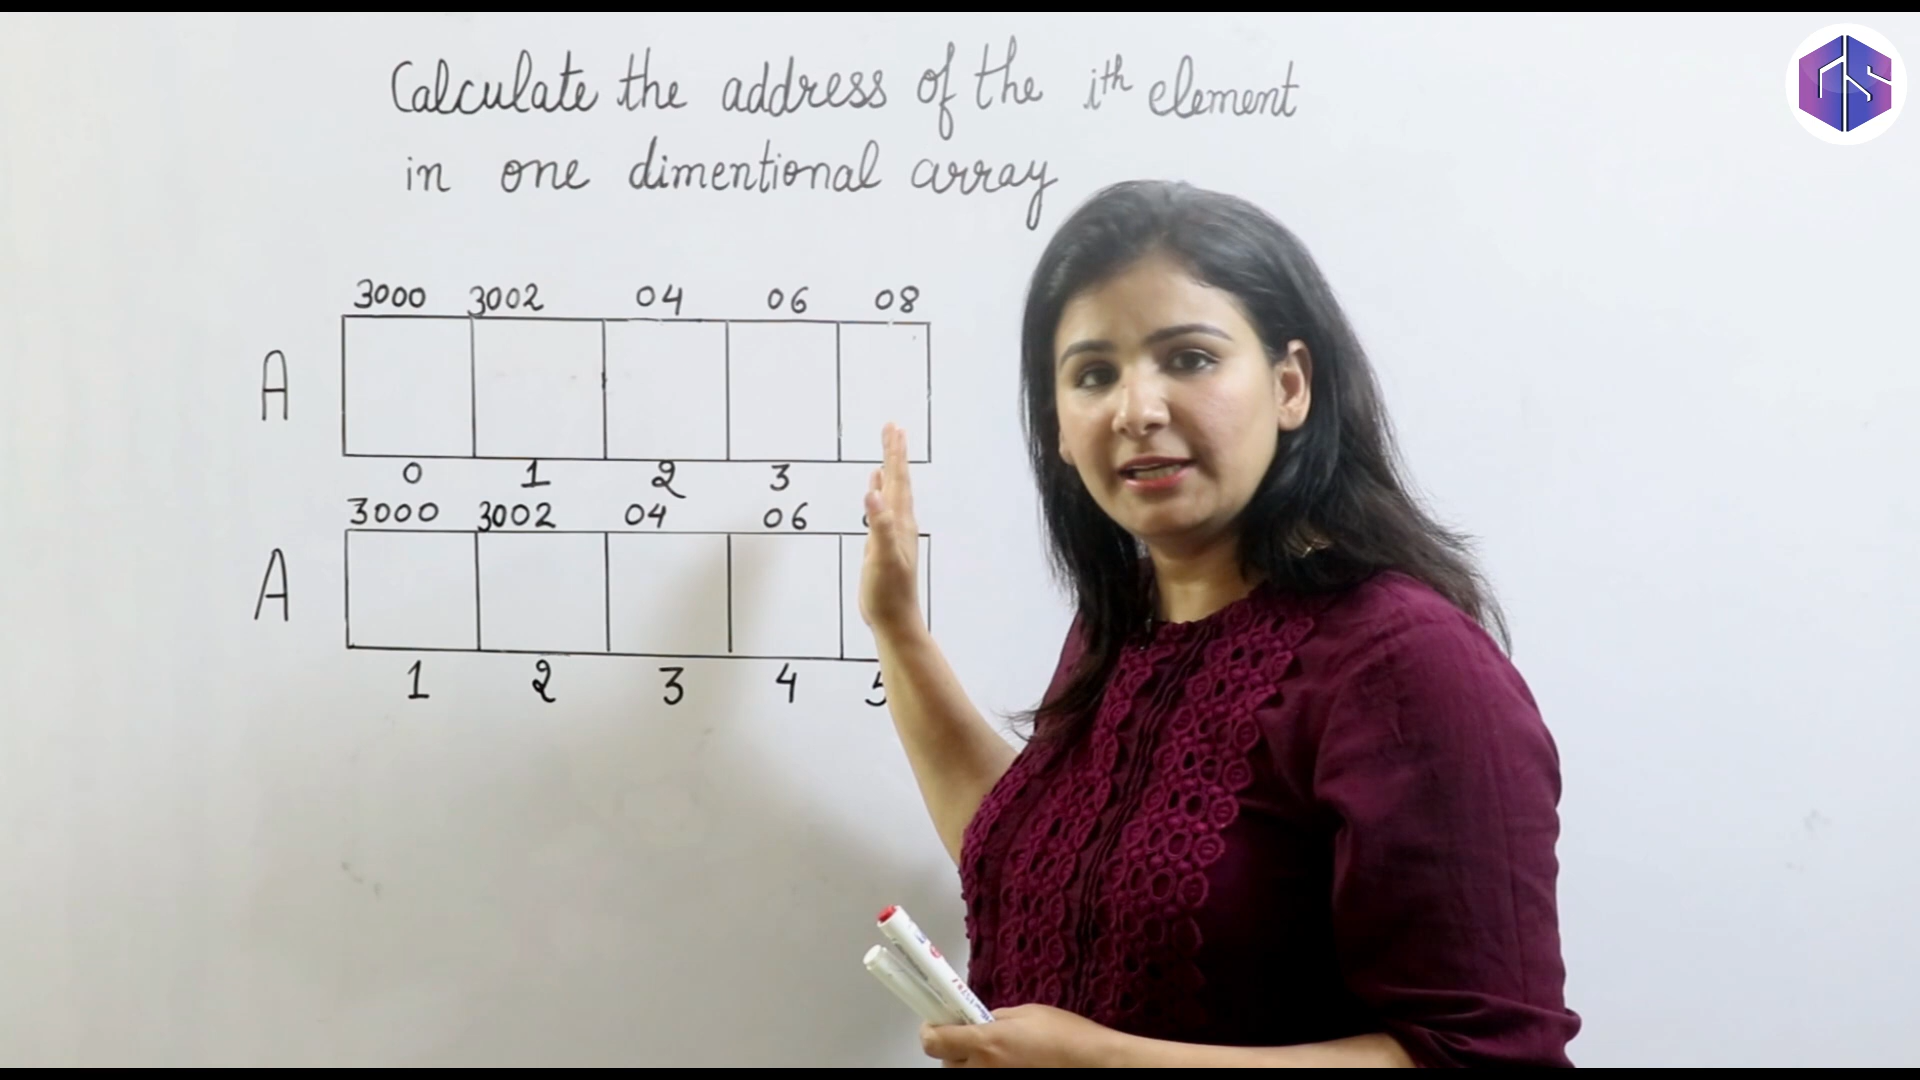 Calculate the address of the ith element
in one dimentional array
3000 3002 04 06 08
A
0 1 2 3
3000 3002 04 06
A
1 2 3 4 5